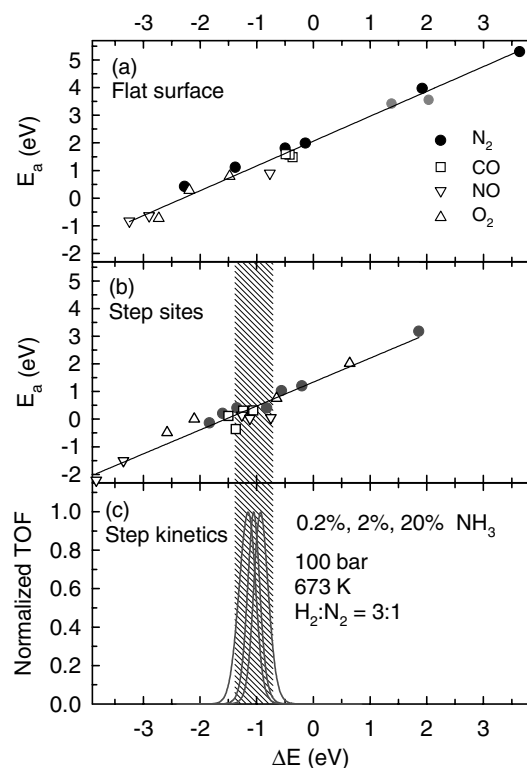 -3 -2 -1 0 1 2 3
(a)
Flat surface
5
4
3
2
1
0
-1
-2
Eₐ (eV)
N₂
CO
NO
O₂
(b)
Step sites
5
4
3
2
1
0
-1
-2
Eₐ (eV)
(c)
Step kinetics
1.0
0.8
0.6
0.4
0.2
0.0
Normalized TOF
0.2%, 2%, 20% NH₃
100 bar
673 K
H₂:N₂ = 3:1
-3 -2 -1 0 1 2 3
ΔE (eV)